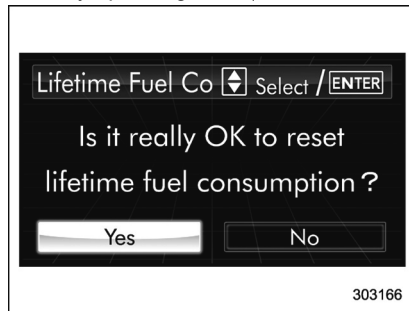 Lifetime Fuel Co Select / ENTER
Is it really OK to reset
lifetime fuel consumption ?
Yes No
303166